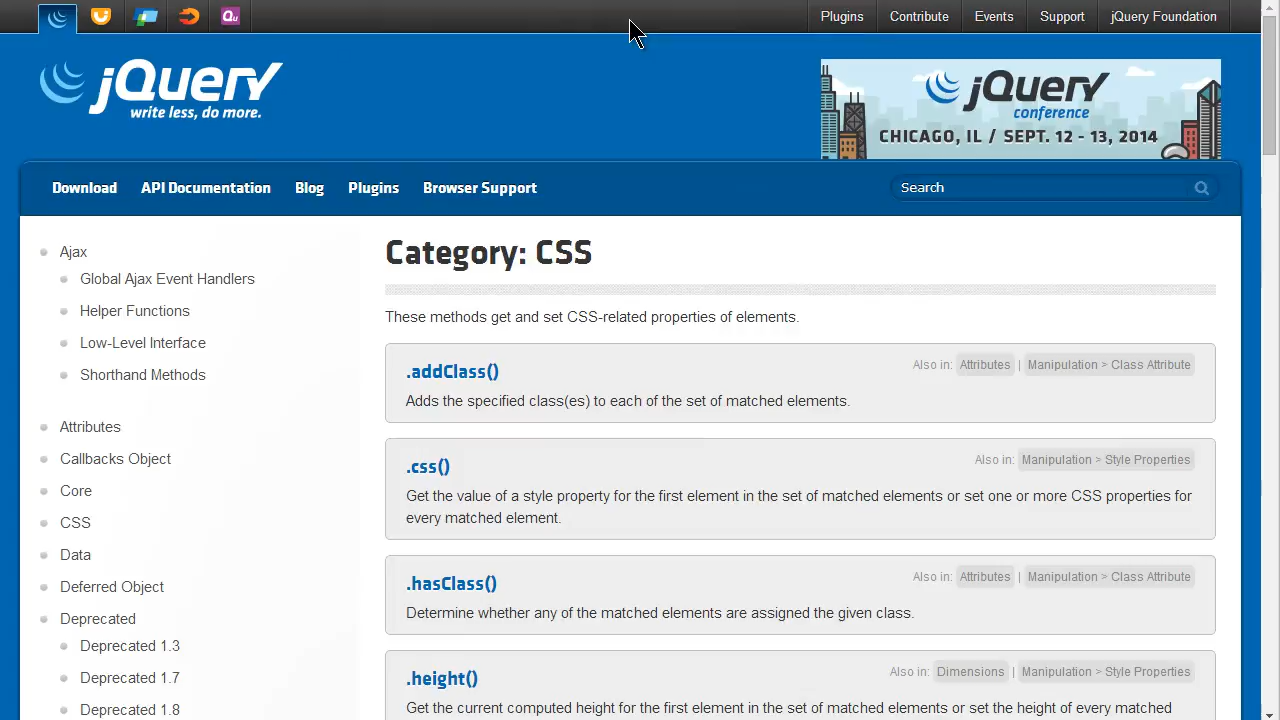 Qu
Plugins
Contribute
Events
Support
jQuery Foundation
jQuery
write less, do more.
jQuery
conference
CHICAGO, IL / SEPT. 12 - 13, 2014
Download
API Documentation
Blog
Plugins
Browser Support
Search
Ajax
Global Ajax Event Handlers
Helper Functions
Low-Level Interface
Shorthand Methods
Attributes
Callbacks Object
Core
CSS
Data
Deferred Object
Deprecated
Deprecated 1.3
Deprecated 1.7
Deprecated 1.8
Category: CSS
These methods get and set CSS-related properties of elements.
.addClass()
Also in: Attributes | Manipulation > Class Attribute
Adds the specified class(es) to each of the set of matched elements.
.css()
Also in: Manipulation > Style Properties
Get the value of a style property for the first element in the set of matched elements or set one or more CSS properties for
every matched element.
.hasClass()
Also in: Attributes | Manipulation > Class Attribute
Determine whether any of the matched elements are assigned the given class.
.height()
Also in: Dimensions | Manipulation > Style Properties
Get the current computed height for the first element in the set of matched elements or set the height of every matched